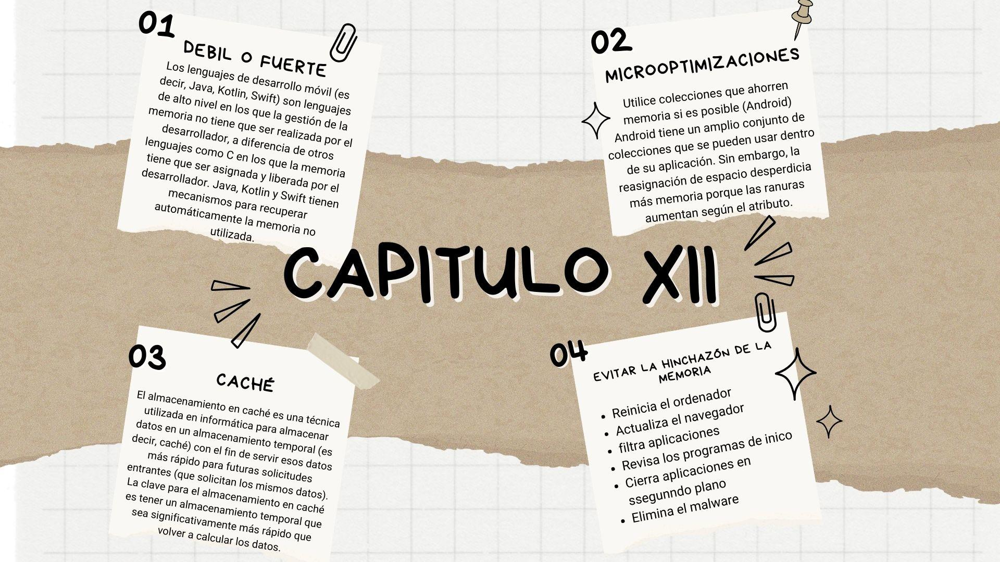 01
DEBIL O FUERTE
Los lenguajes de desarrollo móvil (es
decir, Java, Kotlin, Swift) son lenguajes
de alto nivel en los que la gestión de la
memoria no tiene que ser realizada por el
desarrollador, a diferencia de otros
lenguajes como C en los que la memoria
tiene que ser asignada y liberada por el
desarrollador. Java, Kotlin y Swift tienen
mecanismos para recuperar
automáticamente la memoria no
utilizada.
02
MICROOPTIMIZACIONES
Utilice colecciones que ahorren
memoria si es posible (Android)
Android tiene un amplio conjunto de
colecciones que se pueden usar dentro
de su aplicación. Sin embargo, la
reasignación de espacio desperdicia
más memoria porque las ranuras
aumentan según el atributo.
CAPITULO XII
03
CACHÉ
El almacenamiento en caché es una técnica
utilizada en informática para almacenar
datos en un almacenamiento temporal (es
decir, caché) con el fin de servir esos datos
más rápido para futuras solicitudes
entrantes (que solicitan los mismos datos).
La clave para el almacenamiento en caché
es tener un almacenamiento temporal que
sea significativamente más rápido que
volver a calcular los datos.
04
EVITAR LA HINCHAZÓN DE LA
MEMORIA
• Reinicia el ordenador
• Actualiza el navegador
• filtra aplicaciones
• Revisa los programas de inico
• Cierra aplicaciones en
ssegunndo plano
• Elimina el malware